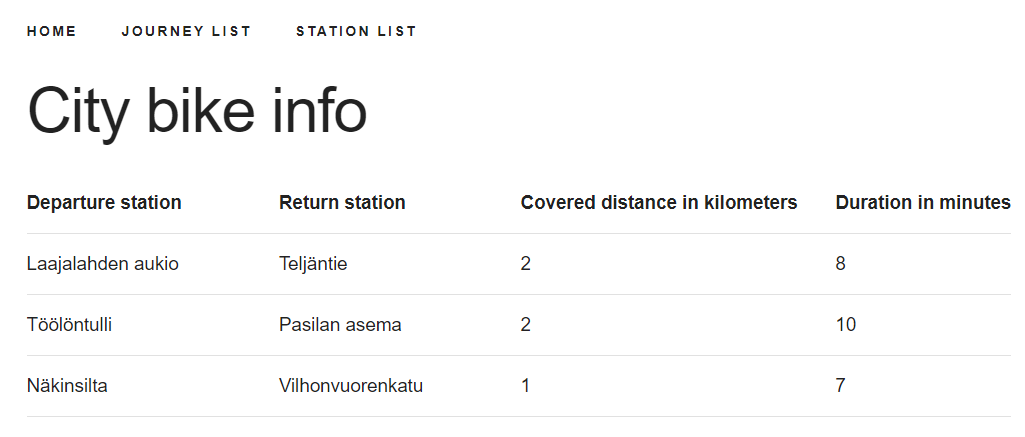 HOME JOURNEY LIST STATION LIST
City bike info
Departure station Return station Covered distance in kilometers Duration in minutes
Laajalahden aukio Teljäntie 2 8
Töölöntulli Pasilan asema 2 10
Näkinsilta Vilhonvuorenkatu 1 7